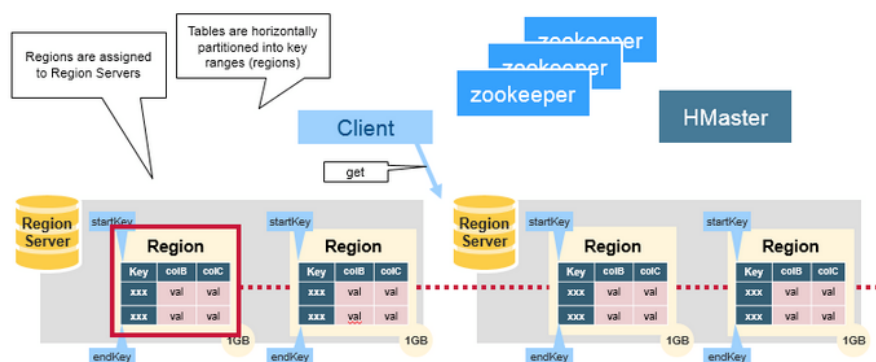 Regions are assigned
to Region Servers
Tables are horizontally
partitioned into key
ranges (regions)
zookeeper
zookeeper
zookeeper
HMaster
Client
get
Region
Server
startKey
Region
Key colB colC
xxx val val
xxx val val
endKey
1GB
startKey
Region
Key colB colC
xxx val val
xxx val val
endKey
1GB
Region
Server
startKey
Region
Key colB colC
xxx val val
xxx val val
endKey
1GB
startKey
Region
Key colB colC
xxx val val
xxx val val
endKey
1GB